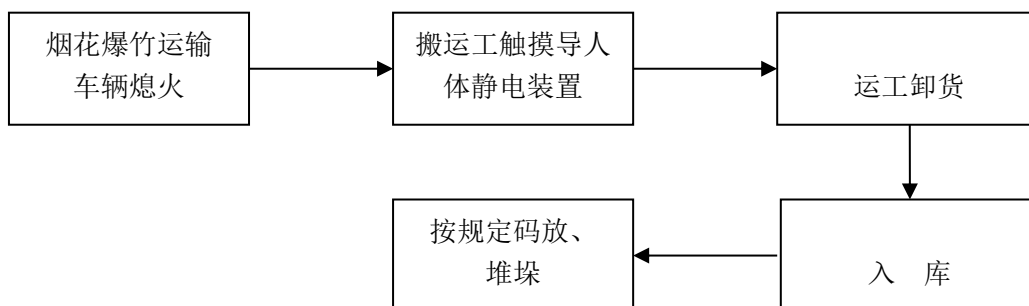 烟花爆竹运输
车辆熄火
搬运工触摸导人
体静电装置
运工卸货
入 库
按规定码放、
堆垛